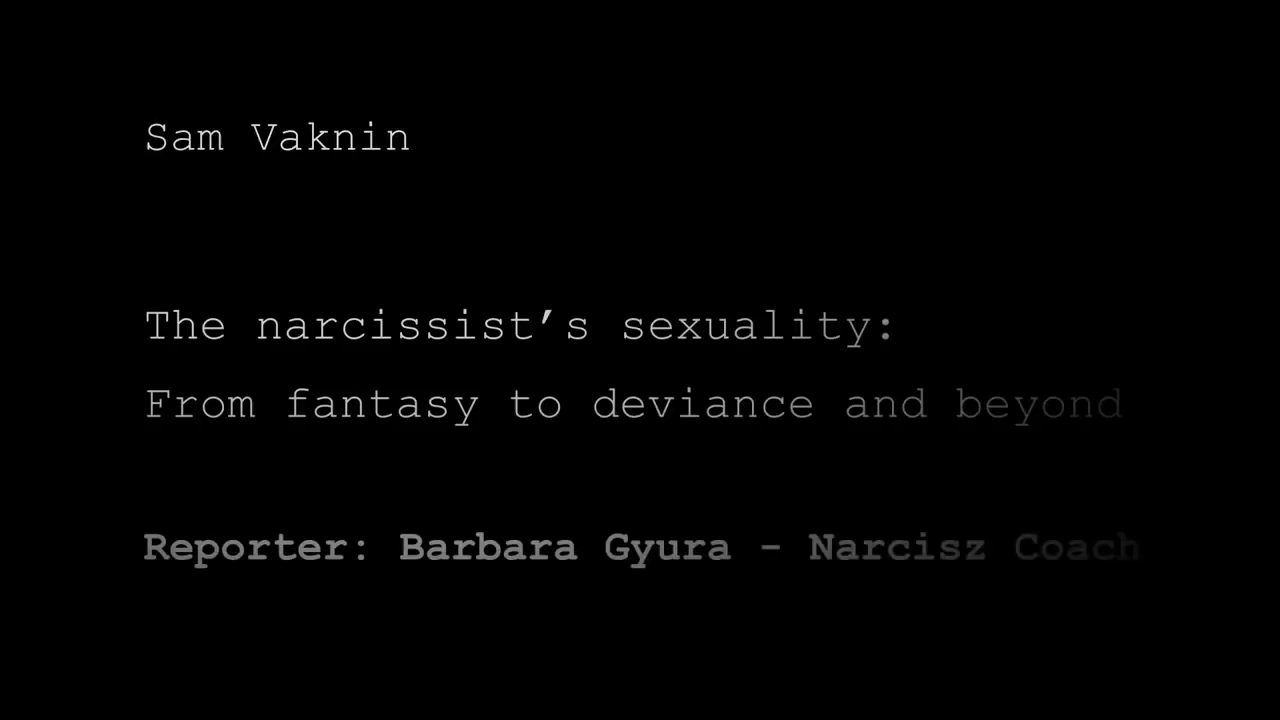 Sam Vaknin
The narcissist’s sexuality:
From fantasy to deviance and beyond
Reporter: Barbara Gyura - Narcisz Coach